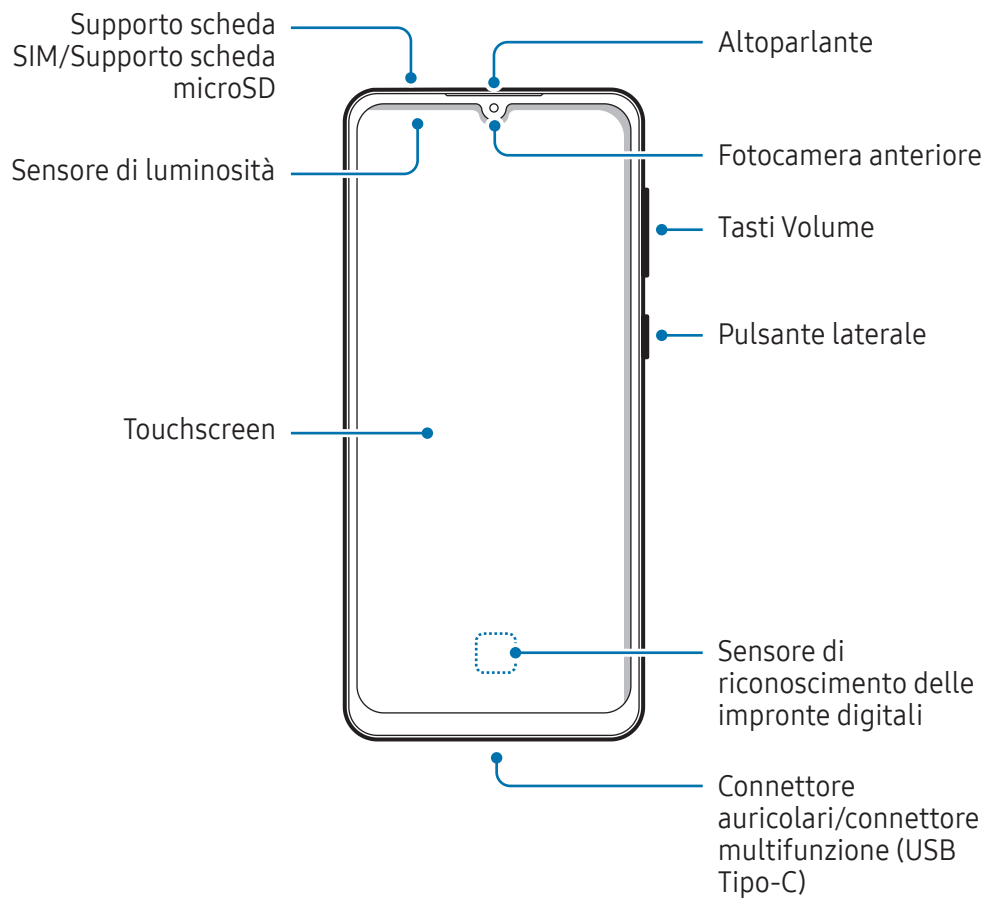 Supporto scheda
SIM/Supporto scheda
microSD
Altoparlante
Sensore di luminosità
Fotocamera anteriore
Tasti Volume
Pulsante laterale
Touchscreen
Sensore di
riconoscimento delle
impronte digitali
Connettore
auricolari/connettore
multifunzione (USB
Tipo-C)